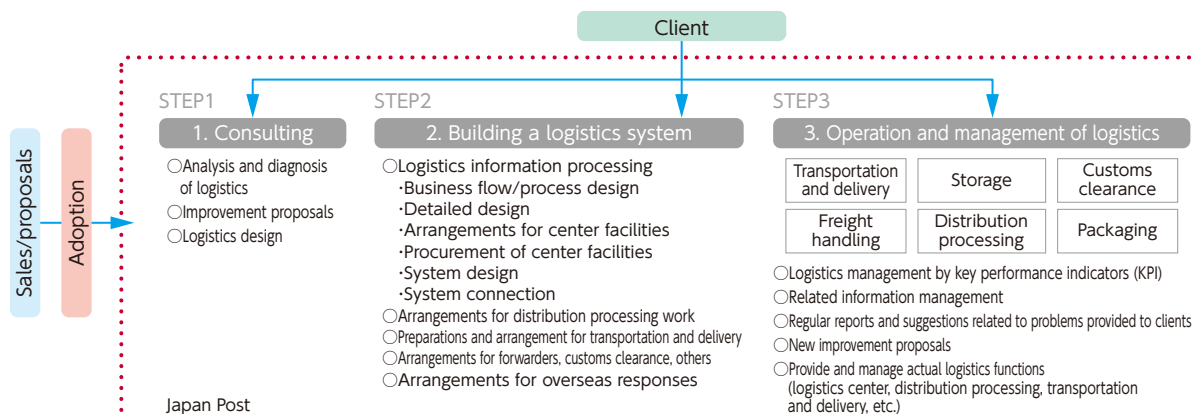 Client
Sales/proposals
Adoption
STEP1
1. Consulting
○Analysis and diagnosis
of logistics
○Improvement proposals
○Logistics design
STEP2
2. Building a logistics system
○Logistics information processing
・Business flow/process design
・Detailed design
・Arrangements for center facilities
・Procurement of center facilities
・System design
・System connection
○Arrangements for distribution processing work
○Preparations and arrangement for transportation and delivery
○Arrangements for forwarders, customs clearance, others
○Arrangements for overseas responses
STEP3
3. Operation and management of logistics
Transportation
and delivery
Storage
Customs
clearance
Freight
handling
Distribution
processing
Packaging
○Logistics management by key performance indicators (KPI)
○Related information management
○Regular reports and suggestions related to problems provided to clients
○New improvement proposals
○Provide and manage actual logistics functions
(logistics center, distribution processing, transportation
and delivery, etc.)
Japan Post